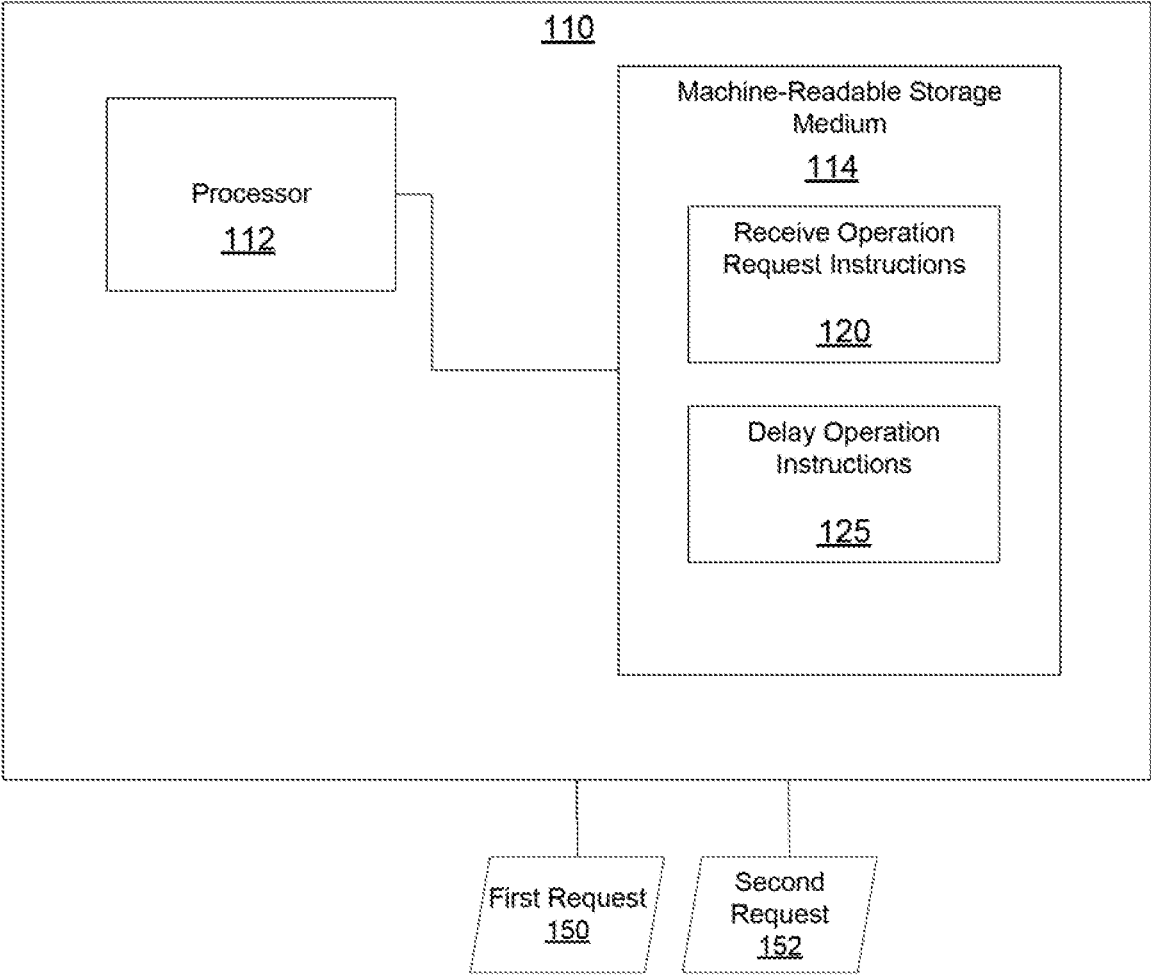 110
Processor
112
Machine-Readable Storage
Medium
114
Receive Operation
Request Instructions
120
Delay Operation
Instructions
125
First Request
150
Second
Request
152